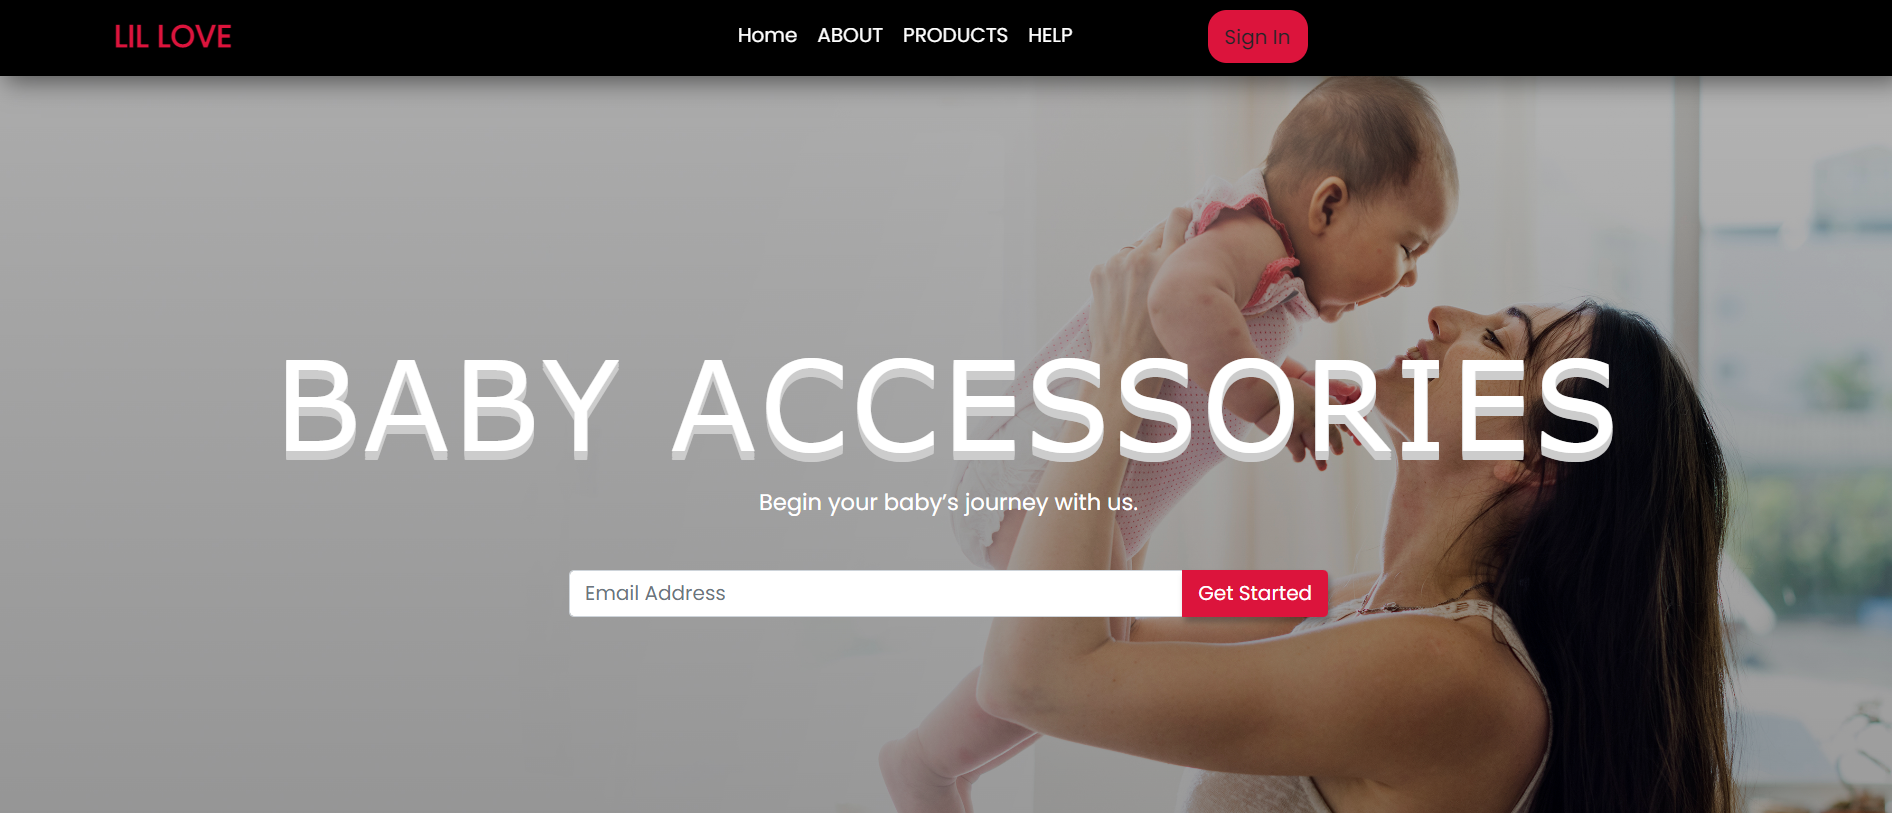 LIL LOVE
Home ABOUT PRODUCTS HELP
Sign In
BABY ACCESSORIES
Begin your baby’s journey with us.
Email Address
Get Started